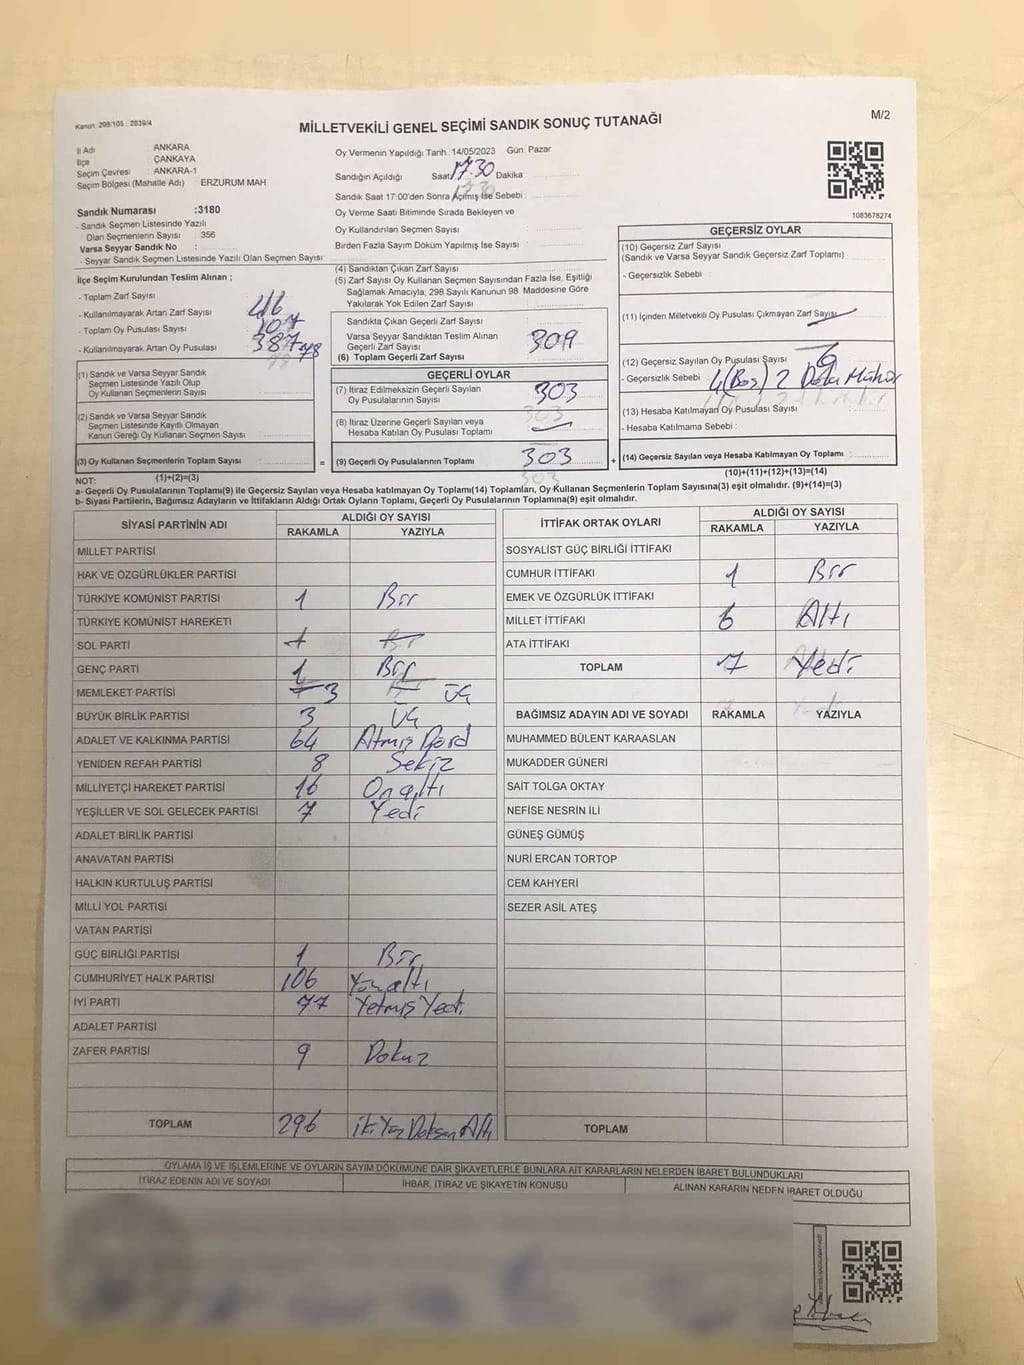 Kanun: 298/105 : 2839/4
MİLLETVEKİLİ GENEL SEÇİMİ SANDIK SONUÇ TUTANAĞI
M/2
İl Adı ANKARA
İlçe ÇANKAYA
Seçim Çevresi : ANKARA-1
Seçim Bölgesi (Mahalle Adı) ERZURUM MAH
Sandık Numarası :3180
- Sandık Seçmen Listesinde Yazılı
Olan Seçmenlerin Sayısı : 356
Varsa Seyyar Sandık No :
- Seyyar Sandık Seçmen Listesinde Yazılı Olan Seçmen Sayısı
Oy Vermenin Yapıldığı Tarih :14/05/2023 Gün: Pazar
Sandığın Açıldığı Saat 17.30 Dakika
Sandık Saat 17:00'den Sonra Açmış İse Sebebi :
Oy Verme Saati Bitiminde Sırada Bekleyen ve
Oy Kullandırılan Seçmen Sayısı :
Birden Fazla Sayım Döküm Yapılmış İse Sayısı :
1083678274
İlçe Seçim Kurulundan Teslim Alınan ;
- Toplam Zarf Sayısı 416
- Kullanılmayarak Artan Zarf Sayısı 107
- Toplam Oy Pusulası Sayısı
- Kullanılmayarak Artan Oy Pusulası
(1) Sandık ve Varsa Seyyar Sandık
Seçmen Listesinde Yazılı Olup
Oy Kullanan Seçmenlerin Sayısı
(2) Sandık ve Varsa Seyyar Sandık
Seçmen Listesinde Kayıtlı Olmayan
Kanun Gereği Oy Kullanan Seçmen Sayısı
(3) Oy Kullanan Seçmenlerin Toplam Sayısı
=
(4) Sandıktan Çıkan Zarf Sayısı
(5) Zarf Sayısı Oy Kullanan Seçmen Sayısından Fazla İse, Eşitliği
Sağlamak Amacıyla; 298 Sayılı Kanunun 98. Maddesine Göre
Yakılarak Yok Edilen Zarf Sayısı
Sandıkta Çıkan Geçerli Zarf Sayısı
Varsa Seyyar Sandıktan Teslim Alınan
Geçerli Zarf Sayısı
(6) Toplam Geçerli Zarf Sayısı 309
GEÇERLİ OYLAR
(7) İtiraz Edilmeksizin Geçerli Sayılan
Oy Pusulalarının Sayısı 303
(8) İtiraz Üzerine Geçerli Sayılan veya
Hesaba Katılan Oy Pusulası Toplamı
(9) Geçerli Oy Pusulalarının Toplamı 303
+
GEÇERSİZ OYLAR
(10) Geçersiz Zarf Sayısı
(Sandık ve Varsa Seyyar Sandık Geçersiz Zarf Toplamı)
- Geçersizlik Sebebi :
(11) İçinden Milletvekili Oy Pusulası Çıkmayan Zarf Sayısı
(12) Geçersiz Sayılan Oy Pusulası Sayısı 6
- Geçersizlik Sebebi 4 (Boş) 2 Mühür
(13) Hesaba Katılmayan Oy Pusulası Sayısı
- Hesaba Katılmama Sebebi :
(14) Geçersiz Sayılan veya Hesaba Katılmayan Oy Toplamı
NOT: (1)+(2)=(3) (10)+(11)+(12)+(13)=(14)
a- Geçerli Oy Pusulalarının Toplamı(9) ile Geçersiz Sayılan veya Hesaba katılmayan Oy Toplamı(14) Toplamları, Oy Kullanan Seçmenlerin Toplam Sayısına(3) eşit olmalıdır. (9)+(14)=(3)
b- Siyasi Partilerin, Bağımsız Adayların ve İttifakların Aldığı Ortak Oyların Toplamı, Geçerli Oy Pusulalarının Toplamına(9) eşit olmalıdır.
SİYASİ PARTİNİN ADI ALDIĞI OY SAYISI
RAKAMLA YAZIYLA
MİLLET PARTİSİ
HAK VE ÖZGÜRLÜKLER PARTİSİ
TÜRKİYE KOMÜNİST PARTİSİ 1 Bir
TÜRKİYE KOMÜNİST HAREKETİ
SOL PARTİ
GENÇ PARTİ 1 Bir
MEMLEKET PARTİSİ 3 Üç
BÜYÜK BİRLİK PARTİSİ 3 Üç
ADALET VE KALKINMA PARTİSİ 64 Atmış Dord
YENİDEN REFAH PARTİSİ 8 Sekiz
MİLLİYETÇİ HAREKET PARTİSİ 16 Onaltı
YEŞİLLER VE SOL GELECEK PARTİSİ 7 Yedi
ADALET BİRLİK PARTİSİ
ANAVATAN PARTİSİ
HALKIN KURTULUŞ PARTİSİ
MİLLİ YOL PARTİSİ
VATAN PARTİSİ
GÜÇ BİRLİĞİ PARTİSİ 1 Bir
CUMHURİYET HALK PARTİSİ 106 Yüzaltı
İYİ PARTİ 77 Yetmiş Yedi
ADALET PARTİSİ
ZAFER PARTİSİ 9 Dokuz
TOPLAM 296 iki Yüz Doksan Altı
İTTİFAK ORTAK OYLARI ALDIĞI OY SAYISI
RAKAMLA YAZIYLA
SOSYALİST GÜÇ BİRLİĞİ İTTİFAKI
CUMHUR İTTİFAKI 1 Bir
EMEK VE ÖZGÜRLÜK İTTİFAKI
MİLLET İTTİFAKI 6 Altı
ATA İTTİFAKI
TOPLAM 7 Yedi
BAĞIMSIZ ADAYIN ADI VE SOYADI RAKAMLA YAZIYLA
MUHAMMED BÜLENT KARAASLAN
MUKADDER GÜNERİ
SAİT TOLGA OKTAY
NEFİSE NESRİN İLİ
GÜNEŞ GÜMÜŞ
NURİ ERCAN TORTOP
CEM KAHYERİ
SEZER ASİL ATEŞ
TOPLAM
OYLAMA İŞ VE İŞLEMLERİNE VE OYLARIN SAYIM DÖKÜMÜNE DAİR ŞİKAYETLERLE BUNLARA AİT KARARLARIN NELERDEN İBARET BULUNDUKLARI
İTİRAZ EDENİN ADI VE SOYADI İHBAR, İTİRAZ VE ŞİKAYETİN KONUSU ALINAN KARARIN NEDEN İBARET OLDUĞU